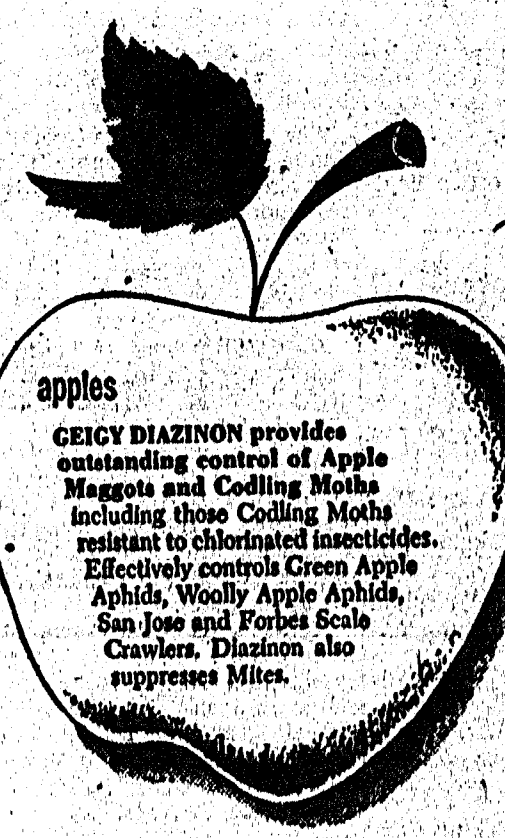 apples
GEIGY DIAZINON provides
outstanding control of Apple
Maggots and Codling Moths
including those Codling Moths
resistant to chlorinated insecticides.
Effectively controls Green Apple
Aphids, Woolly Apple Aphids,
San Jose and Forbes Scale
Crawlers. Diazinon also
suppresses Mites.